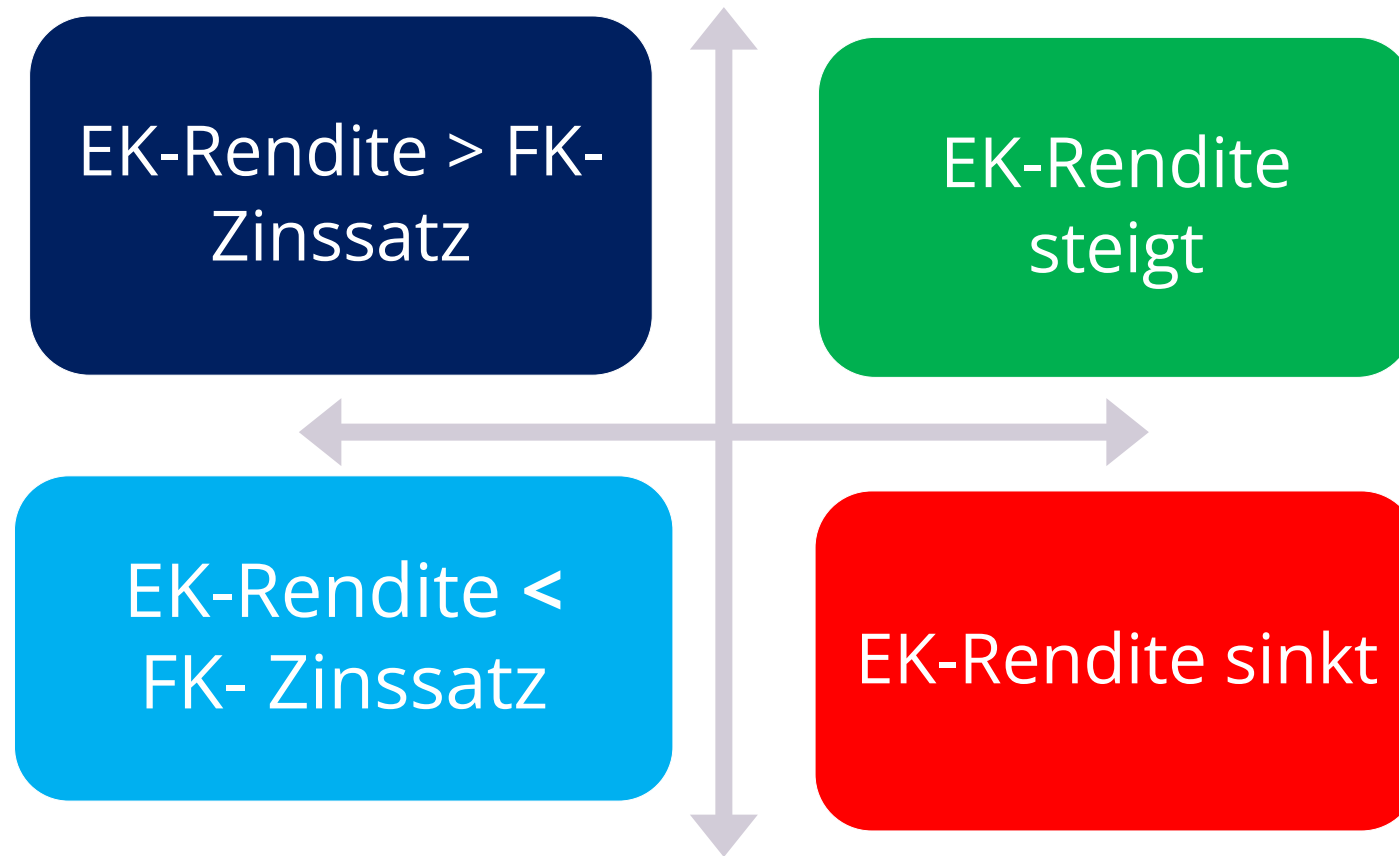 EK-Rendite > FK-
Zinssatz
EK-Rendite
steigt
EK-Rendite <
FK- Zinssatz
EK-Rendite sinkt